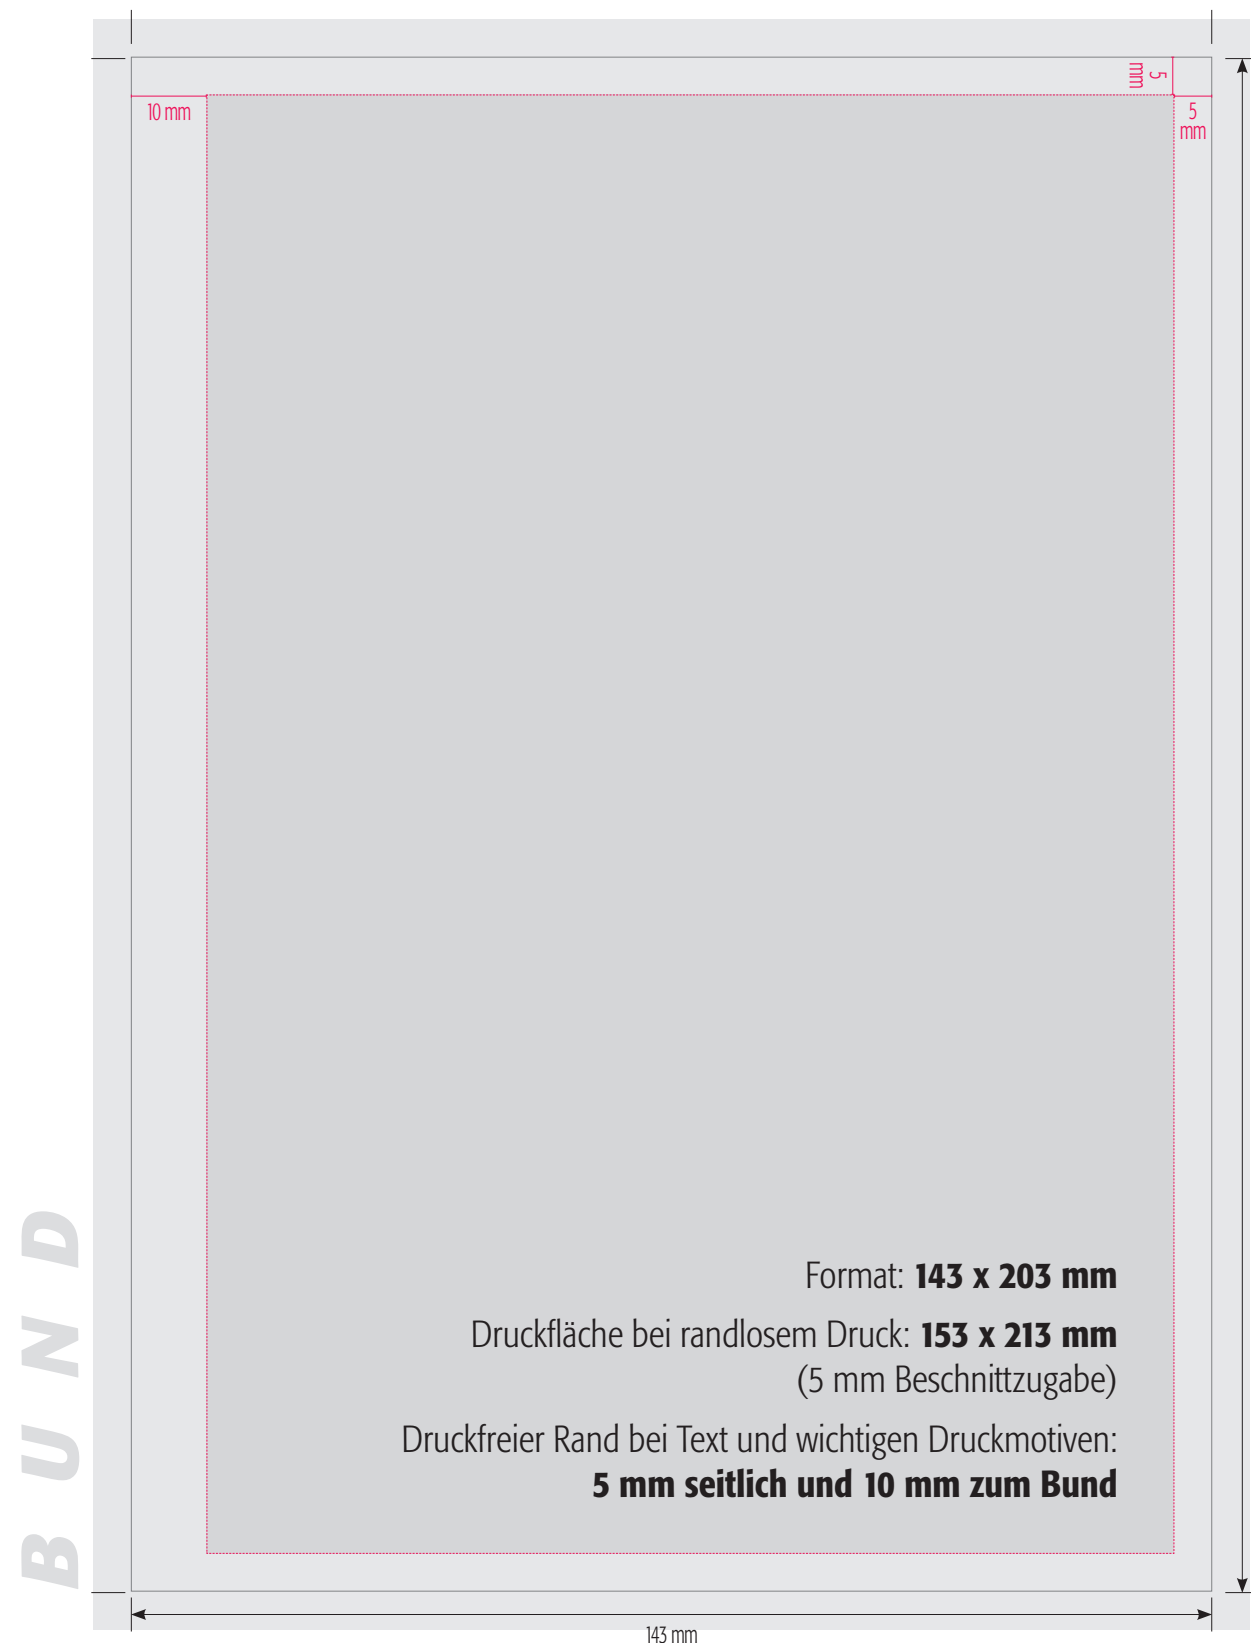 5
mm
10 mm
5
mm
BUND
Format: 143 x 203 mm
Druckfläche bei randlosem Druck: 153 x 213 mm
(5 mm Beschnittzugabe)
Druckfreier Rand bei Text und wichtigen Druckmotiven:
5 mm seitlich und 10 mm zum Bund
143 mm